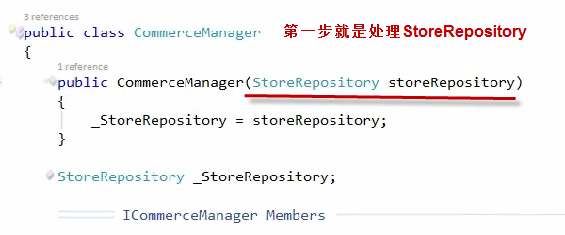 3 references
public class CommerceManager 第一步就是处理StoreRepository
{
1 reference
public CommerceManager(StoreRepository storeRepository)
{
_StoreRepository = storeRepository;
}
StoreRepository _StoreRepository;
ICommerceManager Members